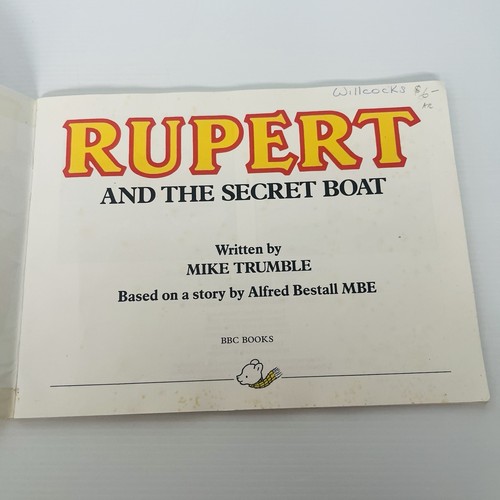 Willcocks $6-
RUPERT
AND THE SECRET BOAT
Written by
MIKE TRUMBLE
Based on a story by Alfred Bestall MBE
BBC BOOKS